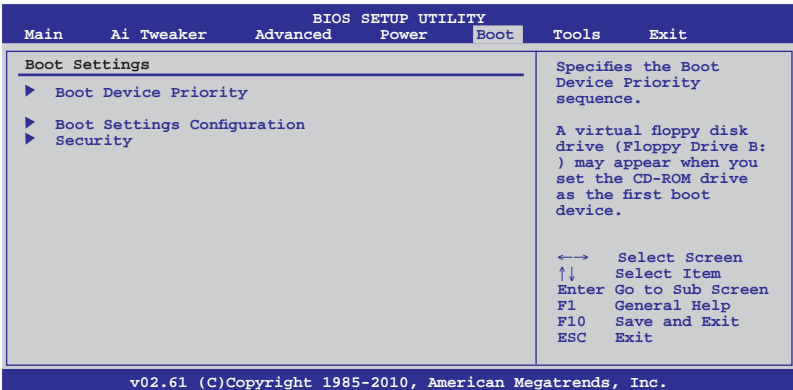 BIOS SETUP UTILITY
Main Ai Tweaker Advanced Power Boot Tools Exit
Boot Settings
Boot Device Priority
Boot Settings Configuration
Security
Specifies the Boot
Device Priority
sequence.
A virtual floppy disk
drive (Floppy Drive B:
) may appear when you
set the CD-ROM drive
as the first boot
device.
←→ Select Screen
↑↓ Select Item
Enter Go to Sub Screen
F1 General Help
F10 Save and Exit
ESC Exit
v02.61 (C)Copyright 1985-2010, American Megatrends, Inc.